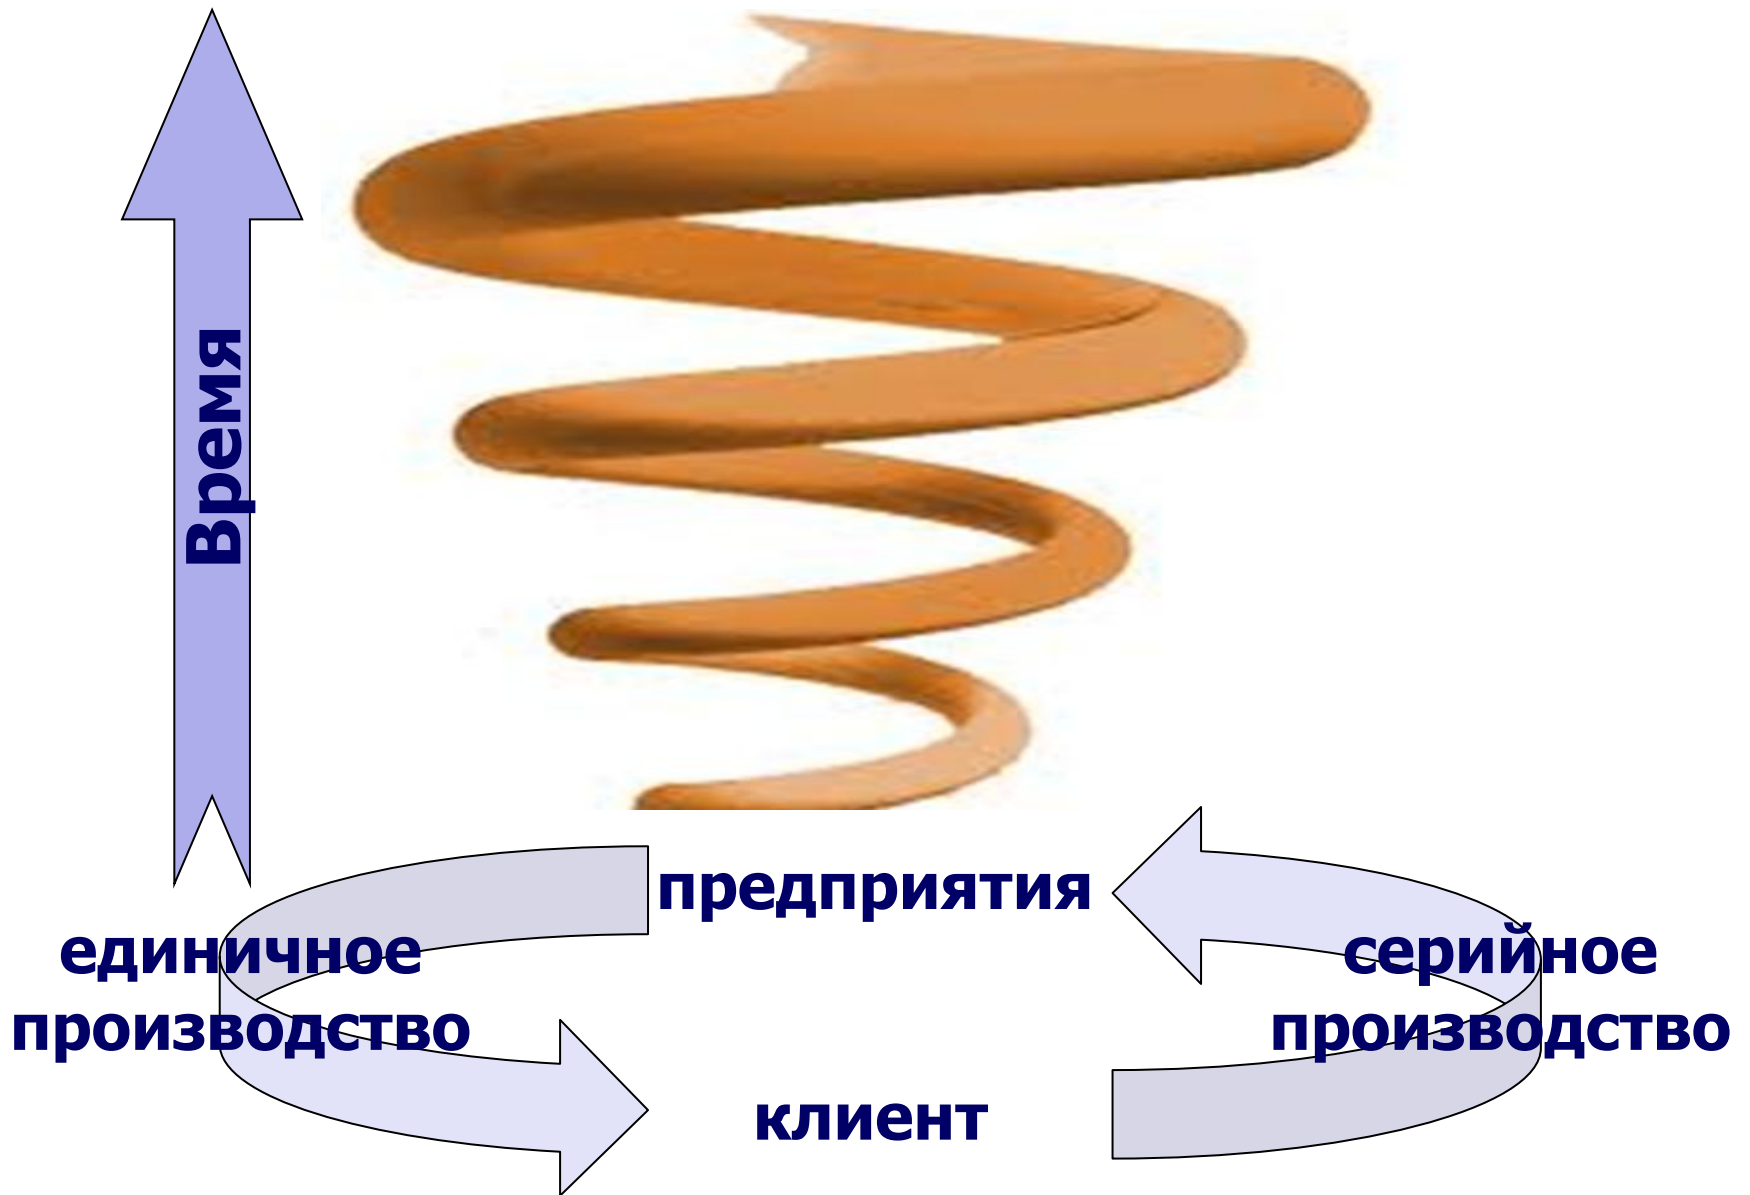 Время
предприятия
единичное
производство
серийное
производство
клиент